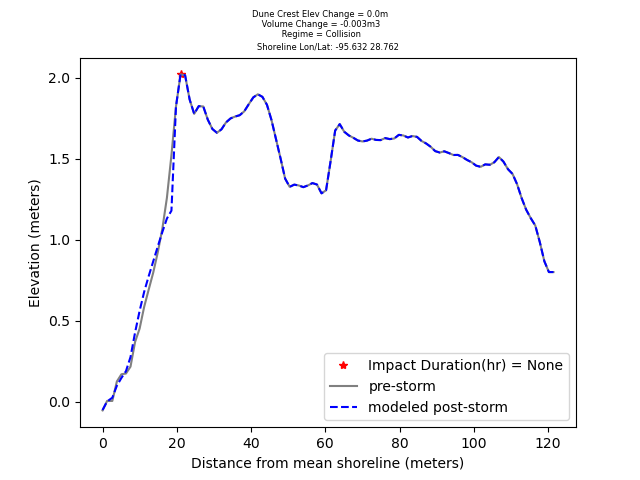 Dune Crest Elev Change = 0.0m
Volume Change = -0.003m3
Regime = Collision
Shoreline Lon/Lat: -95.632 28.762
2.0
1.5
1.0
0.5
0.0
Elevation (meters)
Impact Duration(hr) = None
pre-storm
modeled post-storm
0 20 40 60 80 100 120
Distance from mean shoreline (meters)